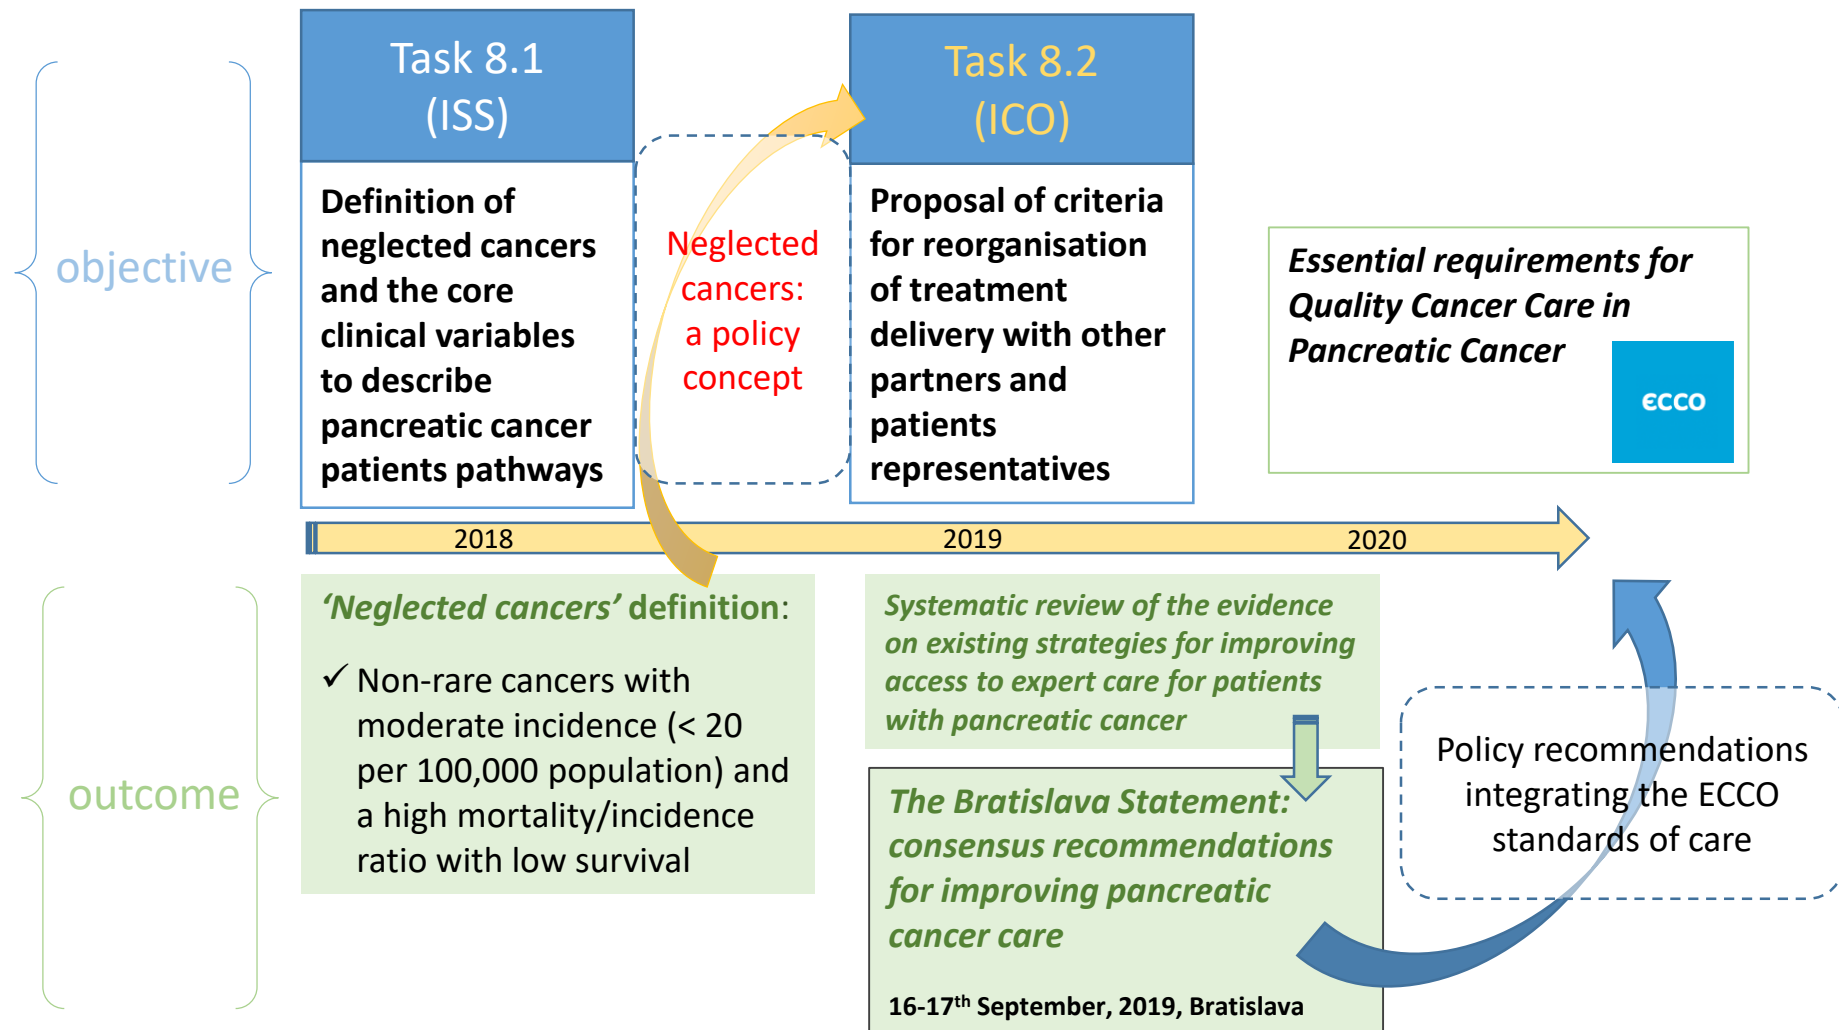 objective
Task 8.1
(ISS)
Definition of
neglected cancers
and the core
clinical variables
to describe
pancreatic cancer
patients pathways
Neglected
cancers:
a policy
concept
Task 8.2
(ICO)
Proposal of criteria
for reorganisation
of treatment
delivery with other
partners and
patients
representatives
Essential requirements for
Quality Cancer Care in
Pancreatic Cancer
ecco
2018
2019
2020
outcome
‘Neglected cancers’ definition:
✓ Non-rare cancers with
moderate incidence (< 20
per 100,000 population) and
a high mortality/incidence
ratio with low survival
Systematic review of the evidence
on existing strategies for improving
access to expert care for patients
with pancreatic cancer
The Bratislava Statement:
consensus recommendations
for improving pancreatic
cancer care
16-17th September, 2019, Bratislava
Policy recommendations
integrating the ECCO
standards of care